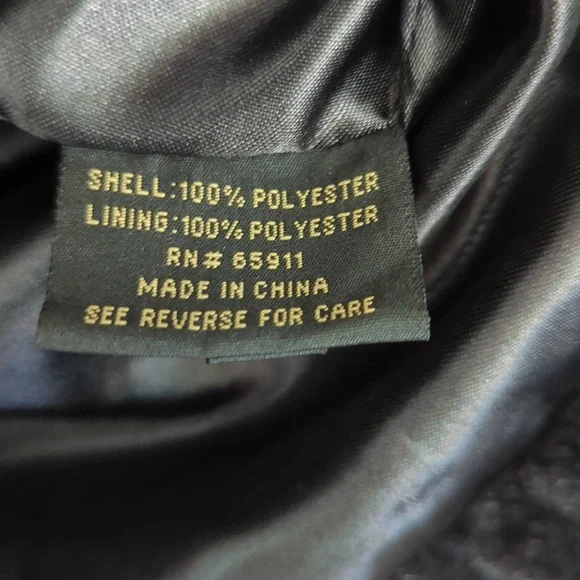 SHELL:100% POLYESTER
LINING:100% POLYESTER
RN# 65911
MADE IN CHINA
SEE REVERSE FOR CARE